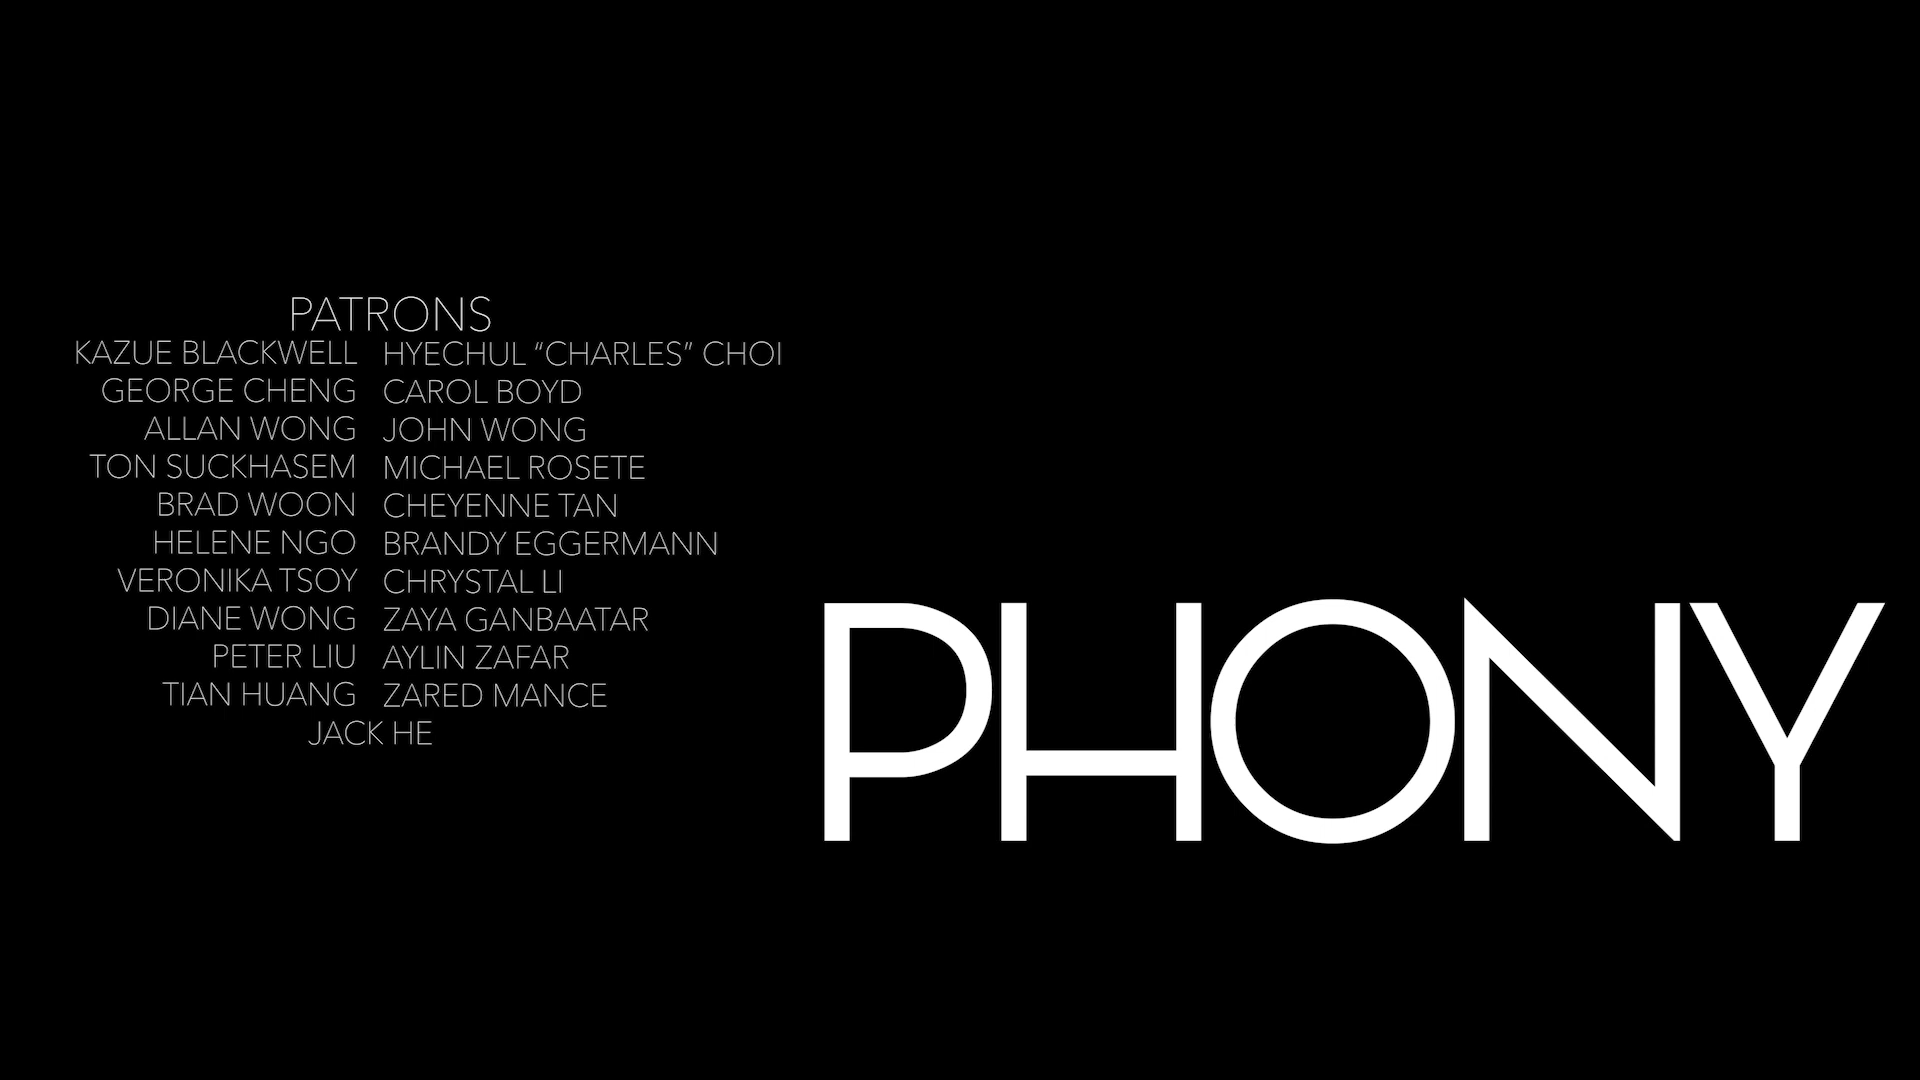 PATRONS
KAZUE BLACKWELL HYECHUL “CHARLES” CHOI
GEORGE CHENG CAROL BOYD
ALLAN WONG JOHN WONG
TON SUCKHASEM MICHAEL ROSETE
BRAD WOON CHEYENNE TAN
HELENE NGO BRANDY EGGERMANN
VERONIKA TSOY CHRYSTAL LI
DIANE WONG ZAYA GANBAATAR
PETER LIU AYLIN ZAFAR
TIAN HUANG ZARED MANCE
JACK HE
PHONY